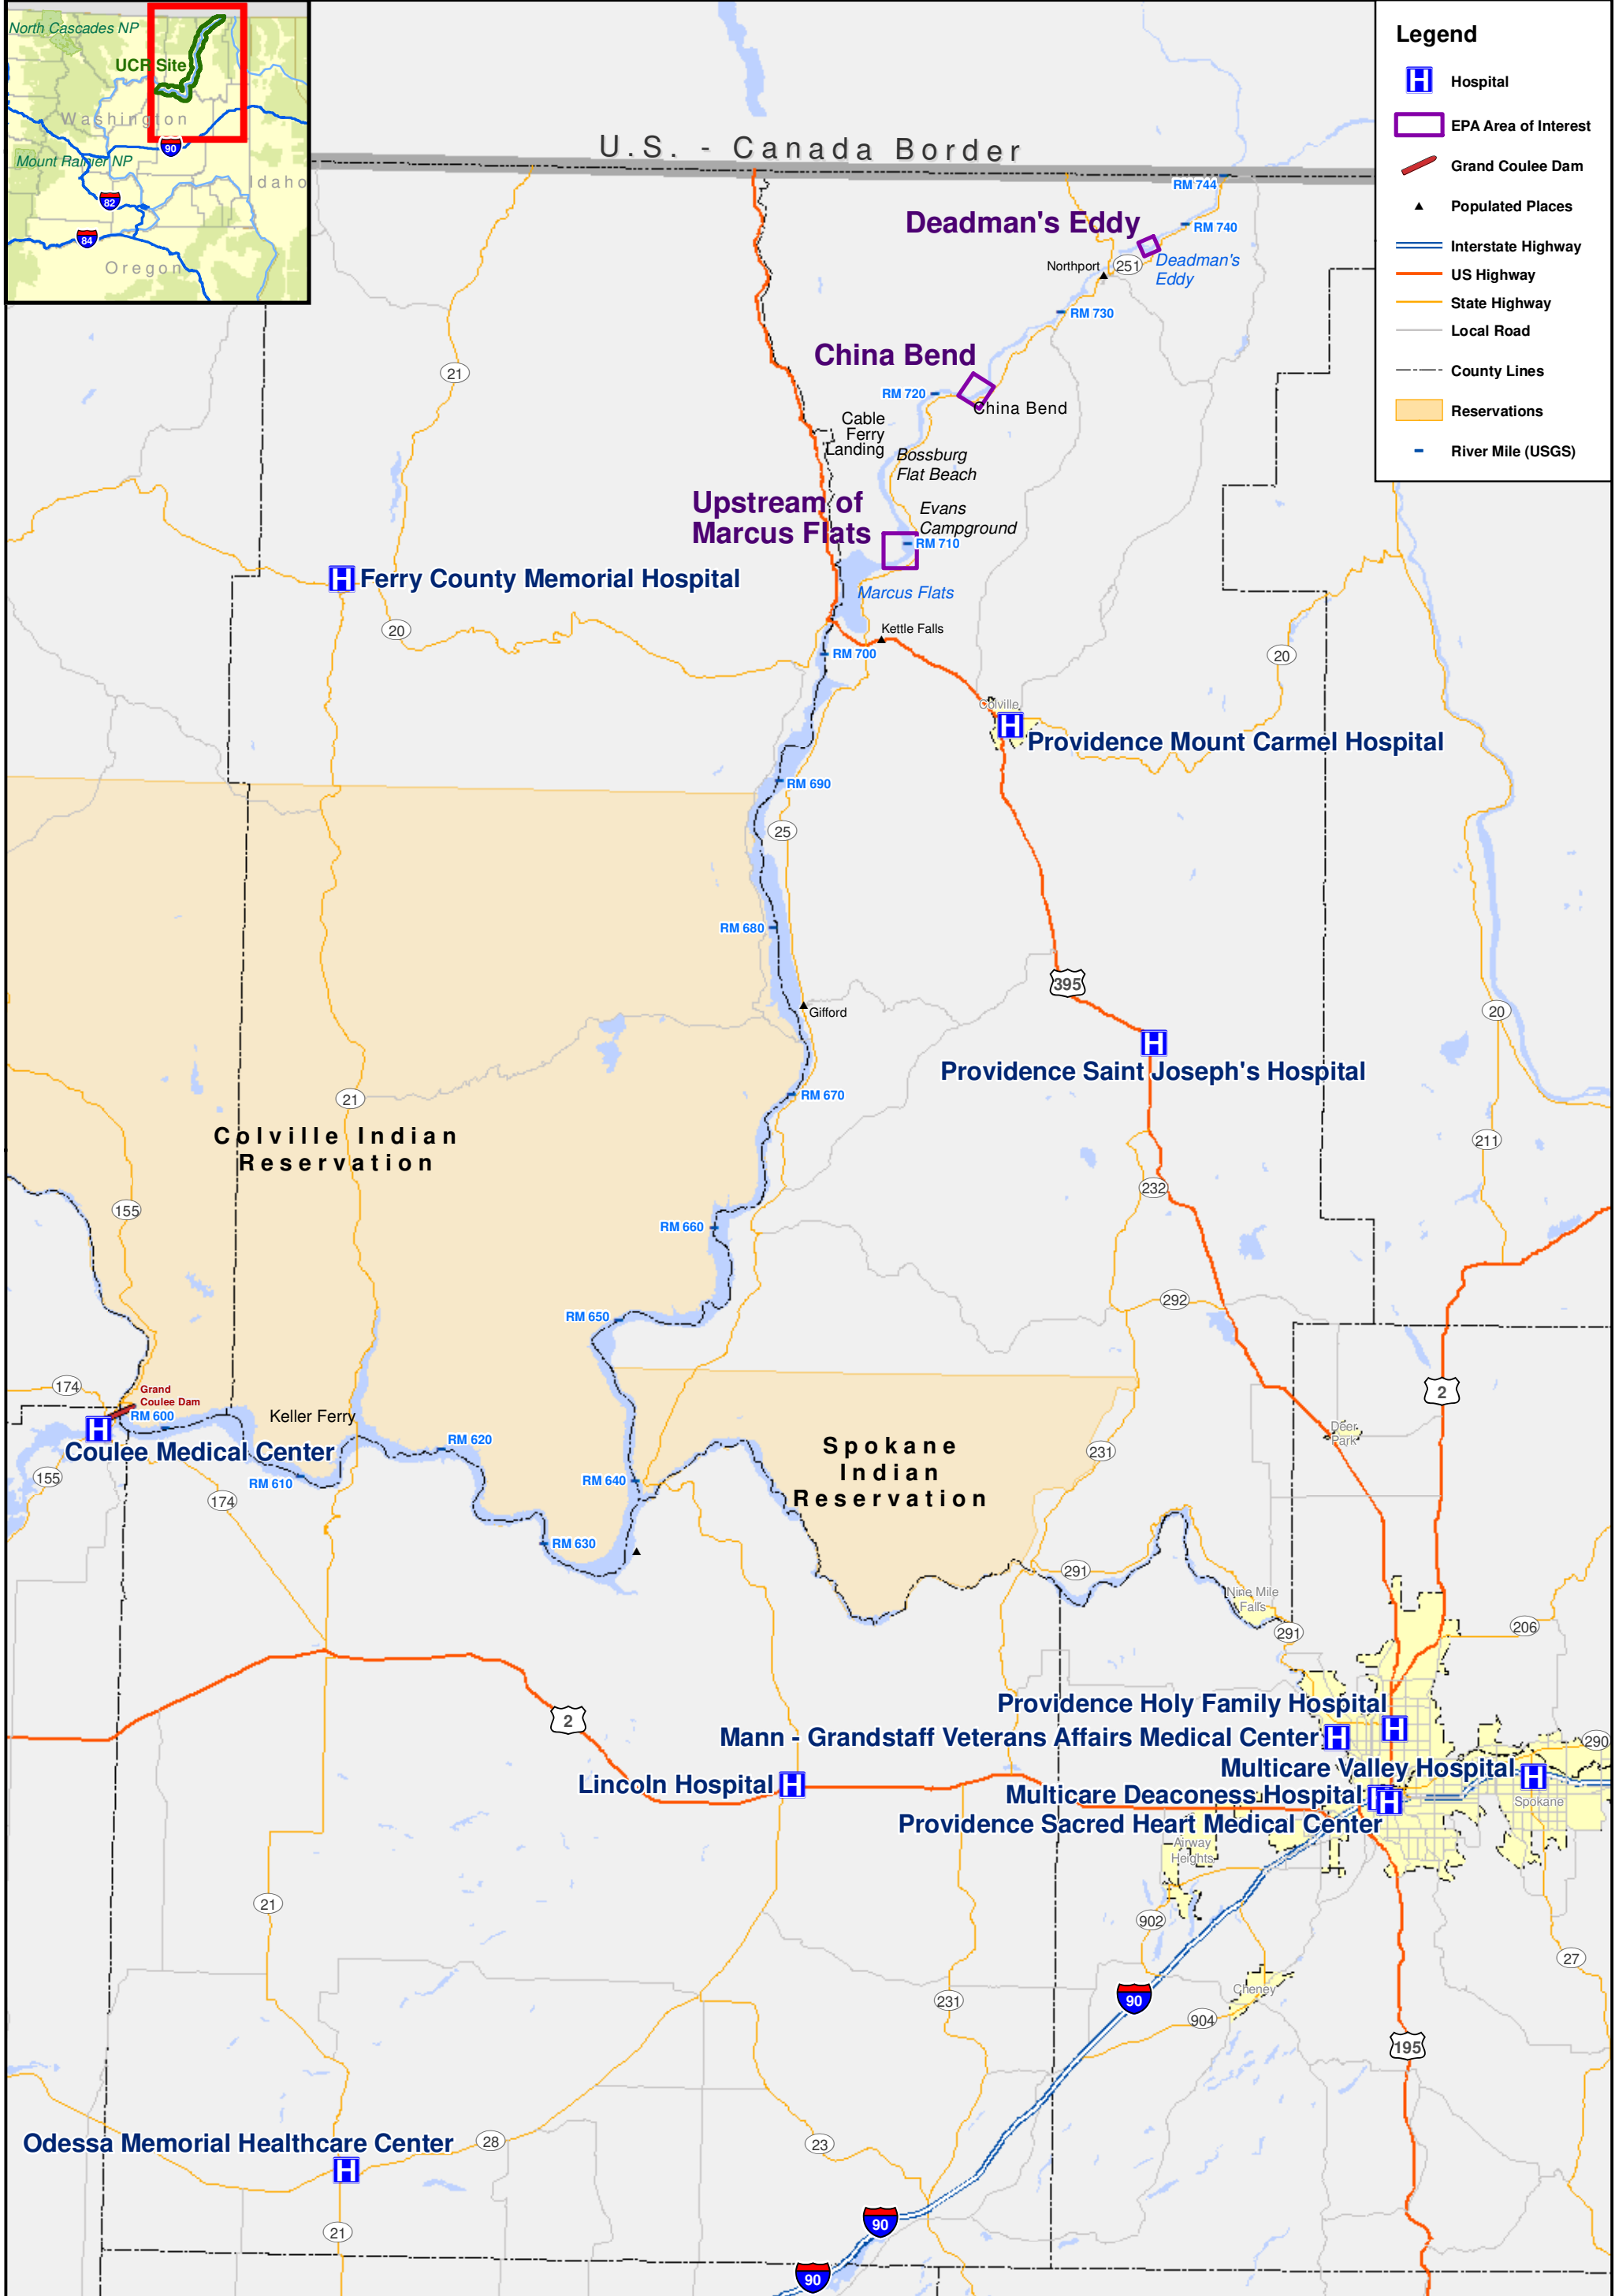 North Cascades NP
UCR Site
Washington
90
Mount Rainier NP
Idaho
82
84
Oregon
Legend
Hospital
EPA Area of Interest
Grand Coulee Dam
Populated Places
Interstate Highway
US Highway
State Highway
Local Road
County Lines
Reservations
River Mile (USGS)
U.S. - Canada Border
RM 744
Deadman's Eddy
RM 740
Northport
251
Deadman's
Eddy
RM 730
China Bend
21
RM 720
China Bend
Cable
Ferry
Landing
Bossburg
Flat Beach
Upstream of
Marcus Flats
Evans
Campground
RM 710
H Ferry County Memorial Hospital
Marcus Flats
20
Kettle Falls
RM 700
20
Colville
H
Providence Mount Carmel Hospital
RM 690
25
RM 680
395
Gifford
20
H
Providence Saint Joseph's Hospital
RM 670
21
Colville Indian
Reservation
211
232
155
RM 660
292
RM 650
174
Grand
Coulee Dam
RM 600
2
Keller Ferry
H
Deer
Park
Coulee Medical Center
RM 620
Spokane
Indian
Reservation
231
155
RM 610
RM 640
174
RM 630
291
Nine Mile
Falls
291
206
Providence Holy Family Hospital
H
2
Mann - Grandstaff Veterans Affairs Medical Center H
290
Multicare Valley Hospital H
Lincoln Hospital H
Multicare Deaconess Hospital H
Spokane
Providence Sacred Heart Medical Center
Airway
Heights
21
902
27
Cheney
231
90
904
195
Odessa Memorial Healthcare Center
28
23
H
90
21
90